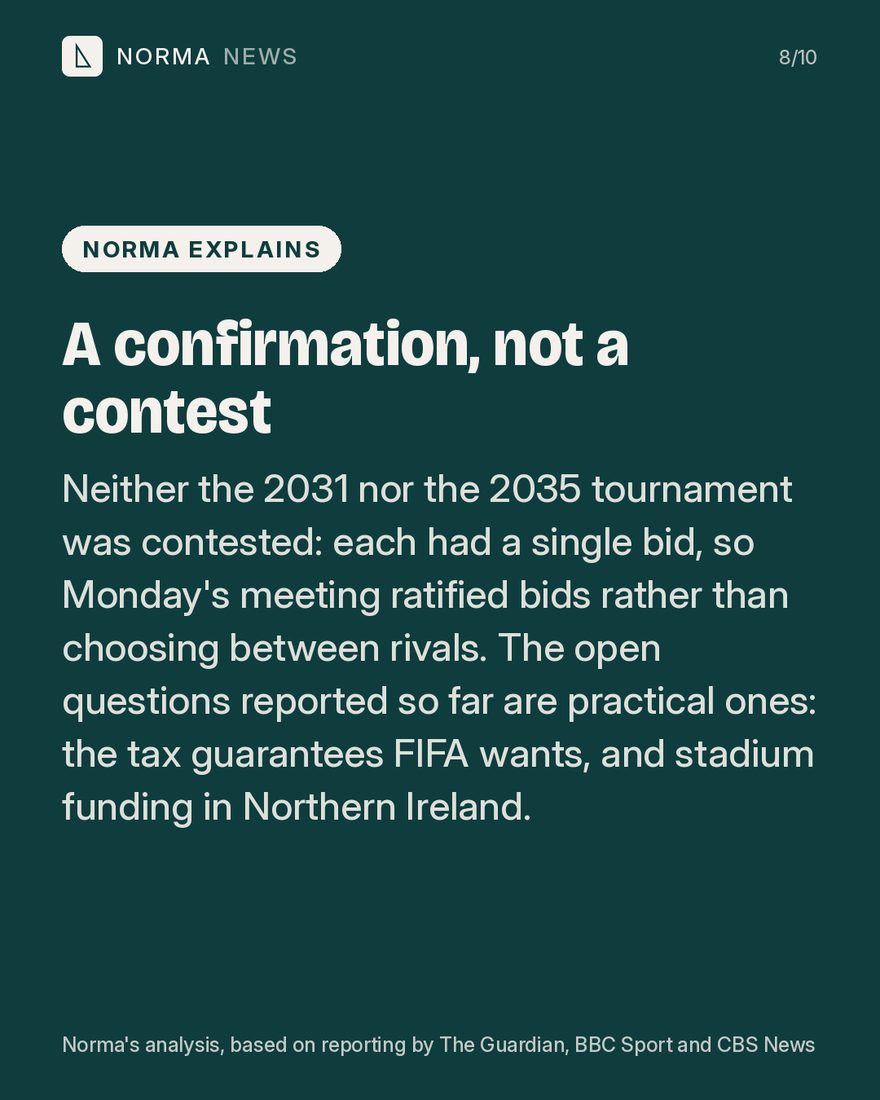 NORMA NEWS
8/10
NORMA EXPLAINS
A confirmation, not a
contest
Neither the 2031 nor the 2035 tournament
was contested: each had a single bid, so
Monday's meeting ratified bids rather than
choosing between rivals. The open
questions reported so far are practical ones:
the tax guarantees FIFA wants, and stadium
funding in Northern Ireland.
Norma's analysis, based on reporting by The Guardian, BBC Sport and CBS News